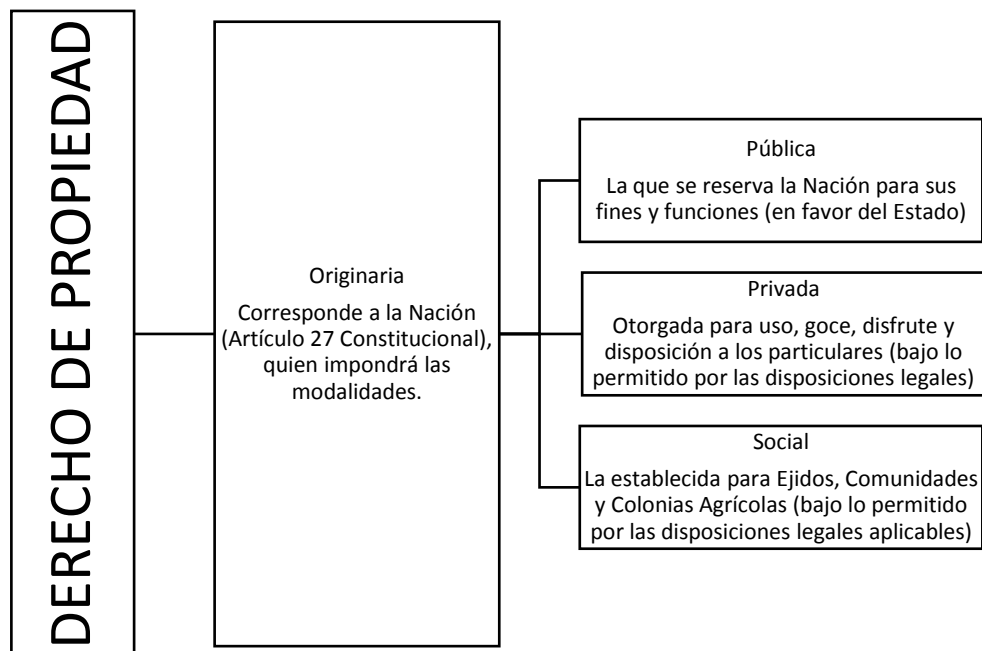 DERECHO DE PROPIEDAD
Originaria
Corresponde a la Nación
(Artículo 27 Constitucional),
quien impondrá las
modalidades.
Pública
La que se reserva la Nación para sus
fines y funciones (en favor del Estado)
Privada
Otorgada para uso, goce, disfrute y
disposición a los particulares (bajo lo
permitido por las disposiciones legales)
Social
La establecida para Ejidos, Comunidades
y Colonias Agrícolas (bajo lo permitido
por las disposiciones legales aplicables)